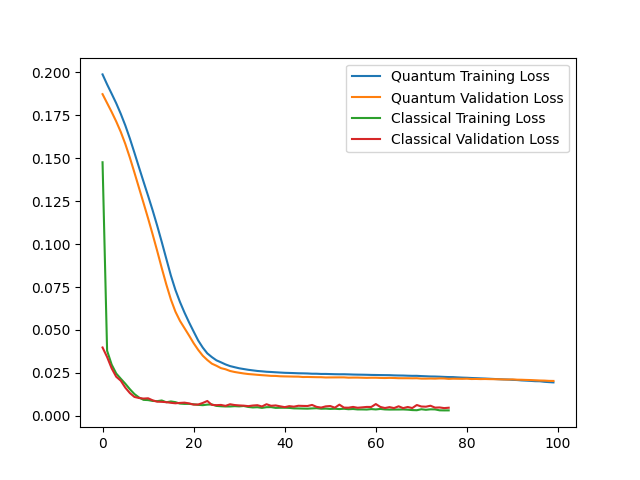 0.200
0.175
0.150
0.125
0.100
0.075
0.050
0.025
0.000
Quantum Training Loss
Quantum Validation Loss
Classical Training Loss
Classical Validation Loss
0 20 40 60 80 100